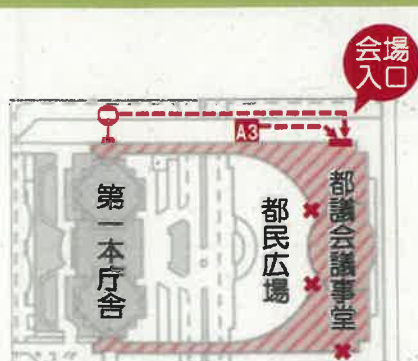 会場
入口
A3
第一本庁舎
都民広場
都議会議事堂